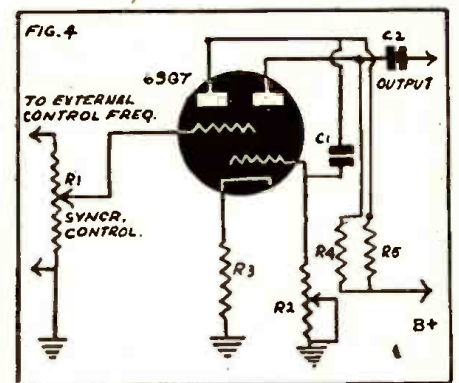 FIG. 4
C2
6SG7
OUTPUT
TO EXTERNAL
CONTROL FREQ.
C1
R1
SYNCR.
CONTROL.
R3
R4
R5
R2
B+